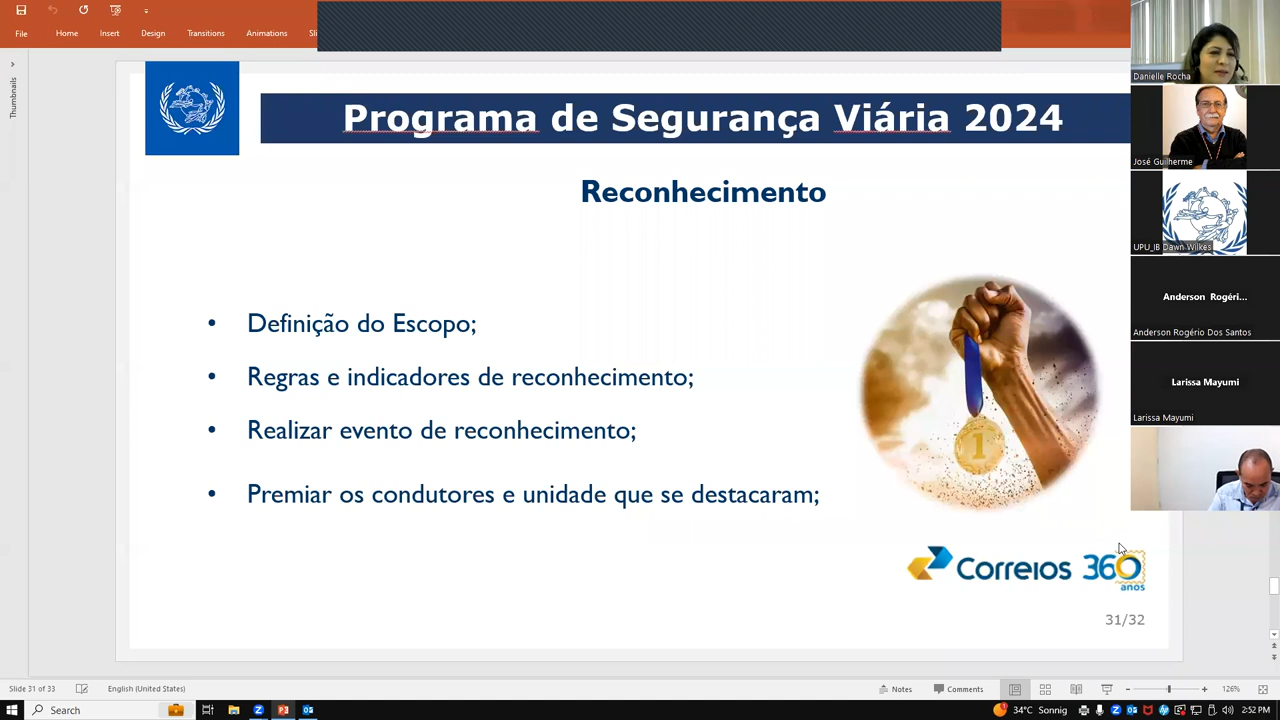 File
Home
Insert
Design
Transitions
Animations
Sli
Thumbnails
Programa de Segurança Viária 2024
Reconhecimento
• Definição do Escopo;
• Regras e indicadores de reconhecimento;
• Realizar evento de reconhecimento;
• Premiar os condutores e unidade que se destacaram;
1
Correios 360
anos
31/32
Danielle Rocha
José Guilherme
UPU_IB Dawn Wilkes
Anderson Rogéri...
Anderson Rogério Dos Santos
Larissa Mayumi
Larissa Mayumi
Slide 31 of 33
English (United States)
Notes
Comments
126%
Search
34°C Sonnig
2:52 PM